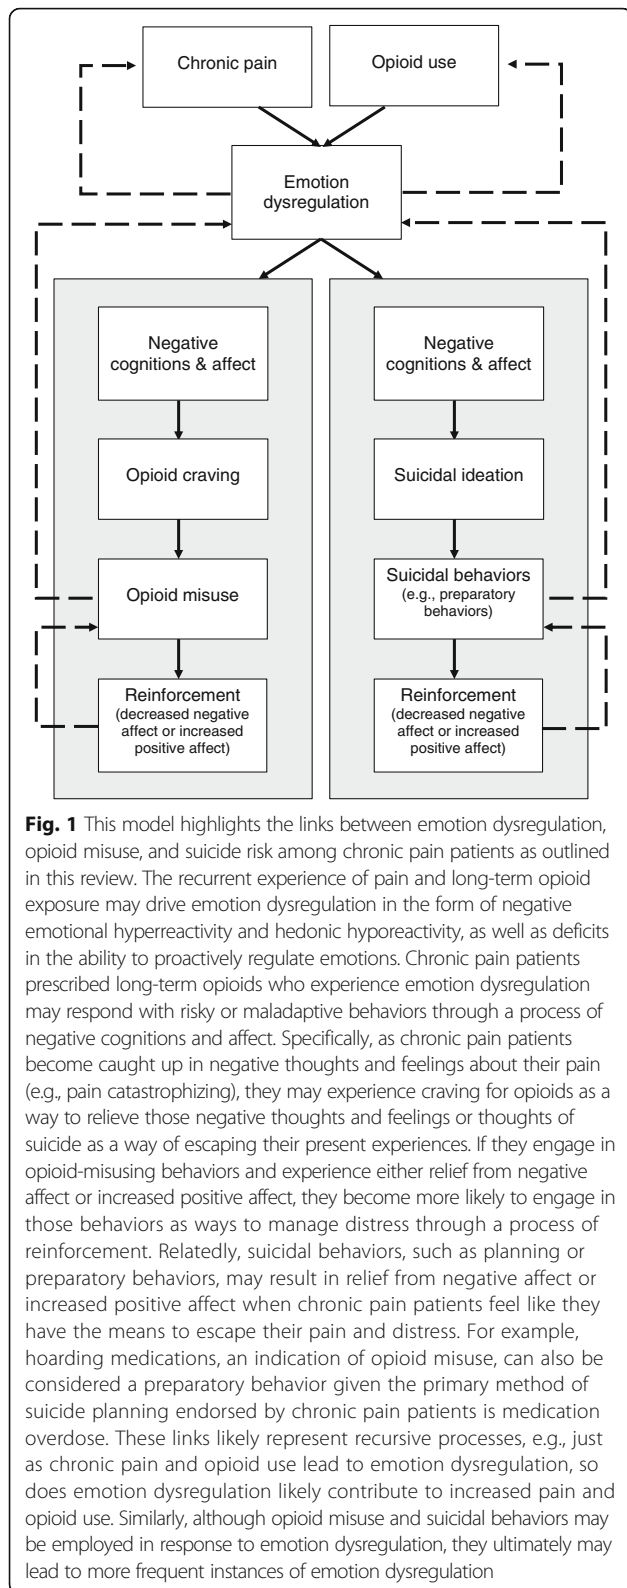 Chronic pain
Opioid use
Emotion
dysregulation
Negative
cognitions & affect
Opioid craving
Opioid misuse
Reinforcement
(decreased negative
affect or increased
positive affect)
Negative
cognitions & affect
Suicidal ideation
Suicidal behaviors
(e.g., preparatory
behaviors)
Reinforcement
(decreased negative
affect or increased
positive affect)
Fig. 1 This model highlights the links between emotion dysregulation,
opioid misuse, and suicide risk among chronic pain patients as outlined
in this review. The recurrent experience of pain and long-term opioid
exposure may drive emotion dysregulation in the form of negative
emotional hyperreactivity and hedonic hyporeactivity, as well as deficits
in the ability to proactively regulate emotions. Chronic pain patients
prescribed long-term opioids who experience emotion dysregulation
may respond with risky or maladaptive behaviors through a process of
negative cognitions and affect. Specifically, as chronic pain patients
become caught up in negative thoughts and feelings about their pain
(e.g., pain catastrophizing), they may experience craving for opioids as a
way to relieve those negative thoughts and feelings or thoughts of
suicide as a way of escaping their present experiences. If they engage in
opioid-misusing behaviors and experience either relief from negative
affect or increased positive affect, they become more likely to engage in
those behaviors as ways to manage distress through a process of
reinforcement. Relatedly, suicidal behaviors, such as planning or
preparatory behaviors, may result in relief from negative affect or
increased positive affect when chronic pain patients feel like they
have the means to escape their pain and distress. For example,
hoarding medications, an indication of opioid misuse, can also be
considered a preparatory behavior given the primary method of
suicide planning endorsed by chronic pain patients is medication
overdose. These links likely represent recursive processes, e.g., just
as chronic pain and opioid use lead to emotion dysregulation, so
does emotion dysregulation likely contribute to increased pain and
opioid use. Similarly, although opioid misuse and suicidal behaviors may
be employed in response to emotion dysregulation, they ultimately may
lead to more frequent instances of emotion dysregulation